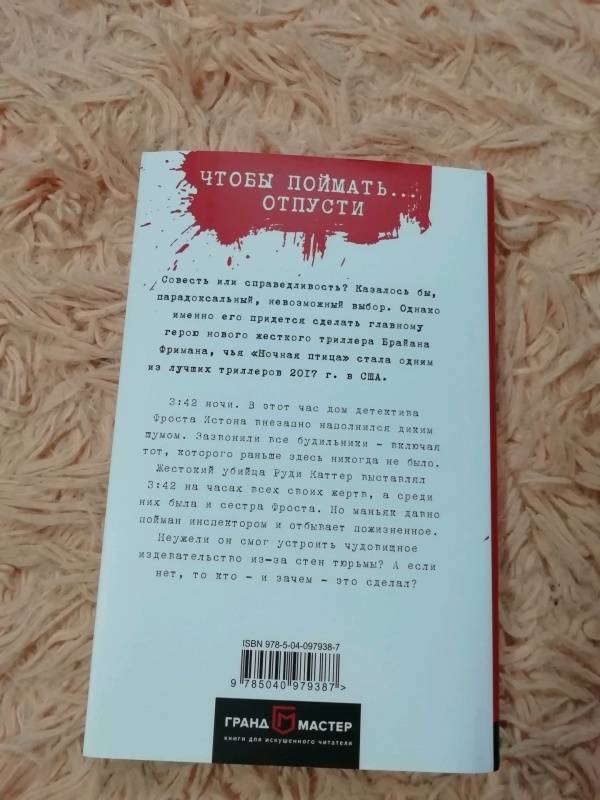 ЧТОБЫ ПОЙМАТЬ...
ОТПУСТИ
Совесть или справедливость? Казалось бы,
парадоксальный, невозможный выбор. Однако
именно его придется сделать главному
герою нового жесткого триллера Брайана
Фримана, чья «Ночная птица» стала одним
из лучших триллеров 2017 г. в США.
3:42 ночи. В этот час дом детектива
Фроста Истона внезапно наполнился диким
шумом. Зазвонили все будильники – включая
тот, которого раньше здесь никогда не было.
Жестокий убийца Руди Каттер выставлял
3:42 на часах всех своих жертв, а среди
них была и сестра Фроста. Но маньяк давно
пойман инспектором и отбывает пожизненное.
Неужели он смог устроить чудовищное
издевательство из-за стен тюрьмы? А если
нет, то кто – и зачем – это сделал?
ISBN 978-5-04-097938-7
9 785040 979387>
ГРАНД МАСТЕР
книги для искушенного читателя